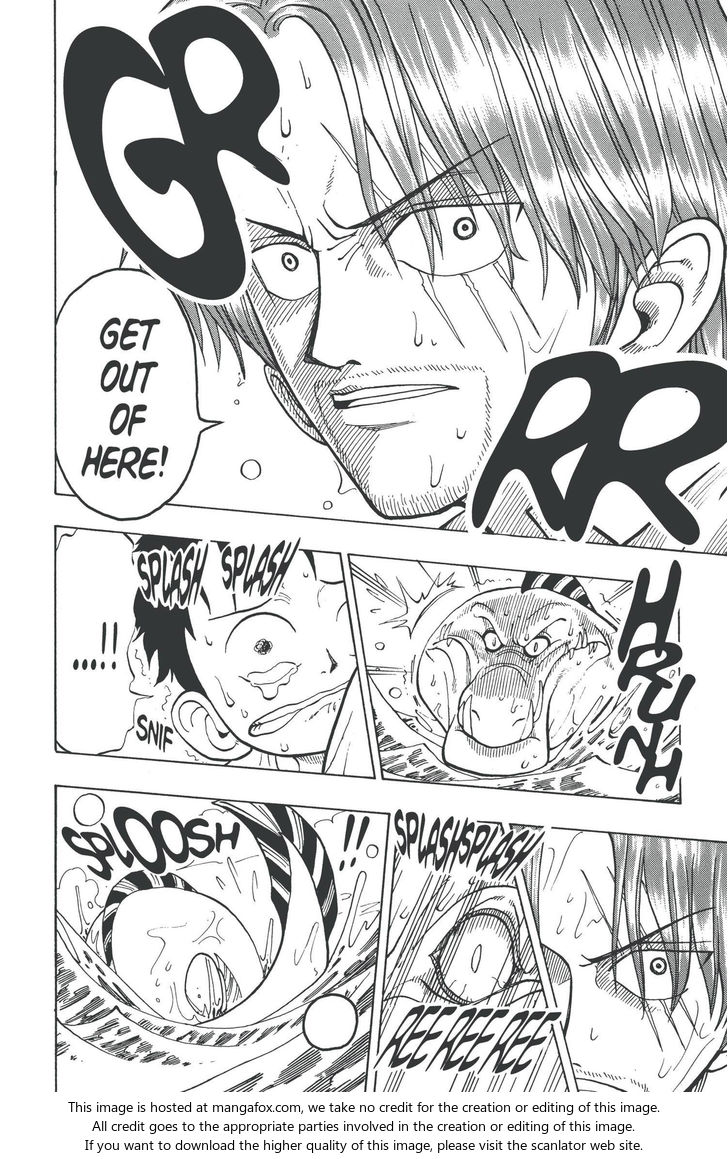 GR
RR
GET
OUT
OF
HERE!
HRUNH
SPLASH SPLASH
.....!!
SNIF
SPLASHSPLASH
REE REE REE
!!
SPLOOSH
This image is hosted at mangafox.com, we take no credit for the creation or editing of this image.
All credit goes to the appropriate parties involved in the creation or editing of this image.
If you want to download the higher quality of this image, please visit the scanlator web site.